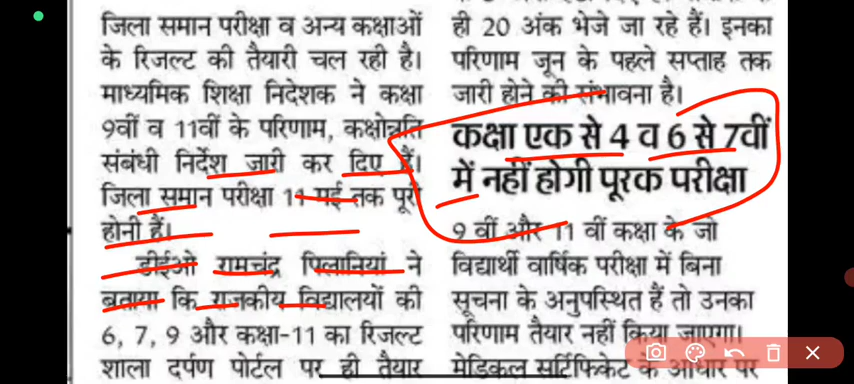 जिला समान परीक्षा व अन्य कक्षाओं
के रिजल्ट की तैयारी चल रही है।
माध्यमिक शिक्षा निदेशक ने कक्षा
9वीं व 11वीं के परिणाम, कक्षोन्नति
संबंधी निर्देश जारी कर दिए हैं।
जिला समान परीक्षा 11 मई तक पूरी
होनी हैं।
डीईओ रामचंद्र पिलानियां ने
बताया कि राजकीय विद्यालयों की
6, 7, 9 और कक्षा-11 का रिजल्ट
शाला दर्पण पोर्टल पर ही तैयार
ही 20 अंक भेजे जा रहे हैं। इनका
परिणाम जून के पहले सप्ताह तक
जारी होने की संभावना है।
कक्षा एक से 4 व 6 से 7वीं
में नहीं होगी पूरक परीक्षा
9 वीं और 11 वीं कक्षा के जो
विद्यार्थी वार्षिक परीक्षा में बिना
सूचना के अनुपस्थित हैं तो उनका
परिणाम तैयार नहीं किया जाएगा।
मेडिकल सर्टिफिकेट के आधार पर